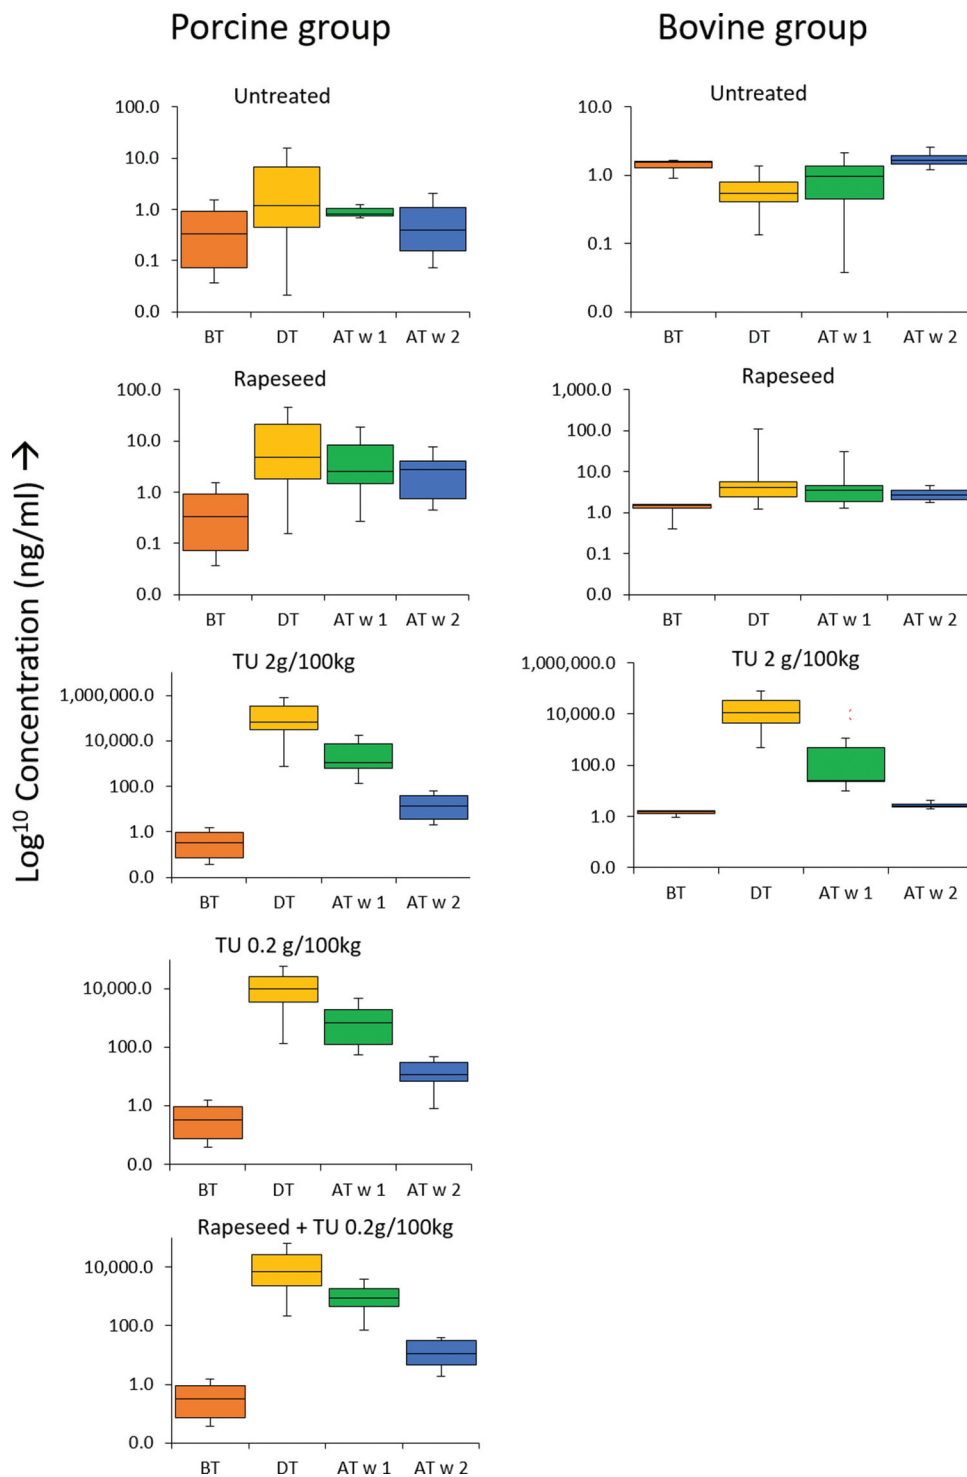 Porcine group
Bovine group
Log10 Concentration (ng/ml) →
Untreated
100.0
10.0
1.0
0.1
0.0
BT DT AT w 1 AT w 2
Untreated
10.0
1.0
0.1
0.0
BT DT AT w 1 AT w 2
Rapeseed
100.0
10.0
1.0
0.1
0.0
BT DT AT w 1 AT w 2
Rapeseed
1,000.0
100.0
10.0
1.0
0.1
0.0
BT DT AT w 1 AT w 2
TU 2g/100kg
1,000,000.0
10,000.0
100.0
1.0
0.0
BT DT AT w 1 AT w 2
TU 2 g/100kg
1,000,000.0
10,000.0
100.0
1.0
0.0
BT DT AT w 1 AT w 2
TU 0.2 g/100kg
10,000.0
100.0
1.0
0.0
BT DT AT w 1 AT w 2
Rapeseed + TU 0.2g/100kg
10,000.0
100.0
1.0
0.0
BT DT AT w 1 AT w 2